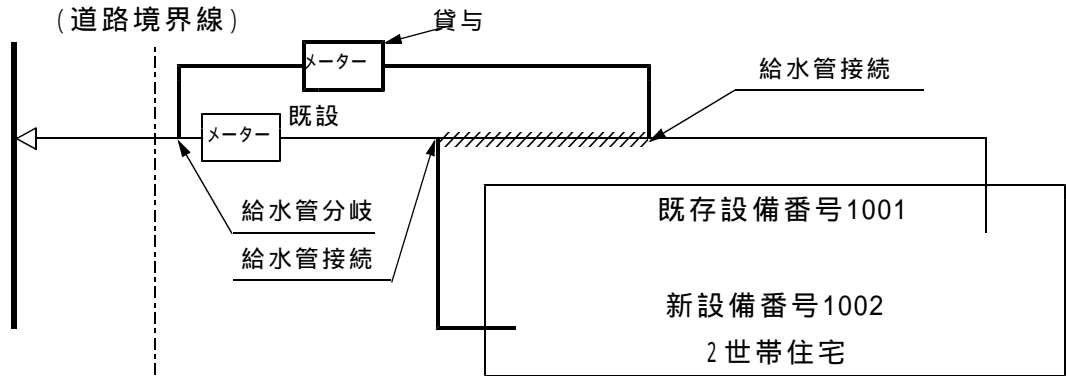 (道路境界線)
貸与
メーター
給水管接続
既設
メーター
給水管分岐
給水管接続
既存設備番号1001
新設備番号1002
2世帯住宅